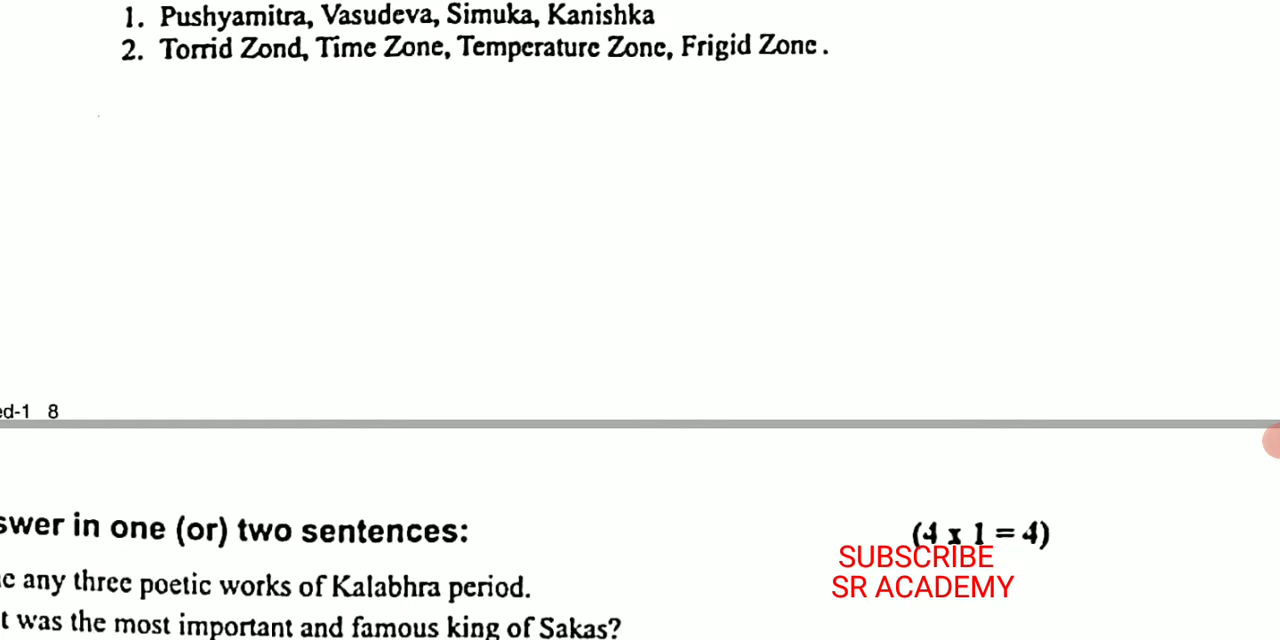 1. Pushyamitra, Vasudeva, Simuka, Kanishka
2. Torrid Zond, Time Zone, Temperature Zone, Frigid Zone .
ed-1 8
swer in one (or) two sentences:
(4 x 1 = 4)
SUBSCRIBE
SR ACADEMY
e any three poetic works of Kalabhra period.
t was the most important and famous king of Sakas?